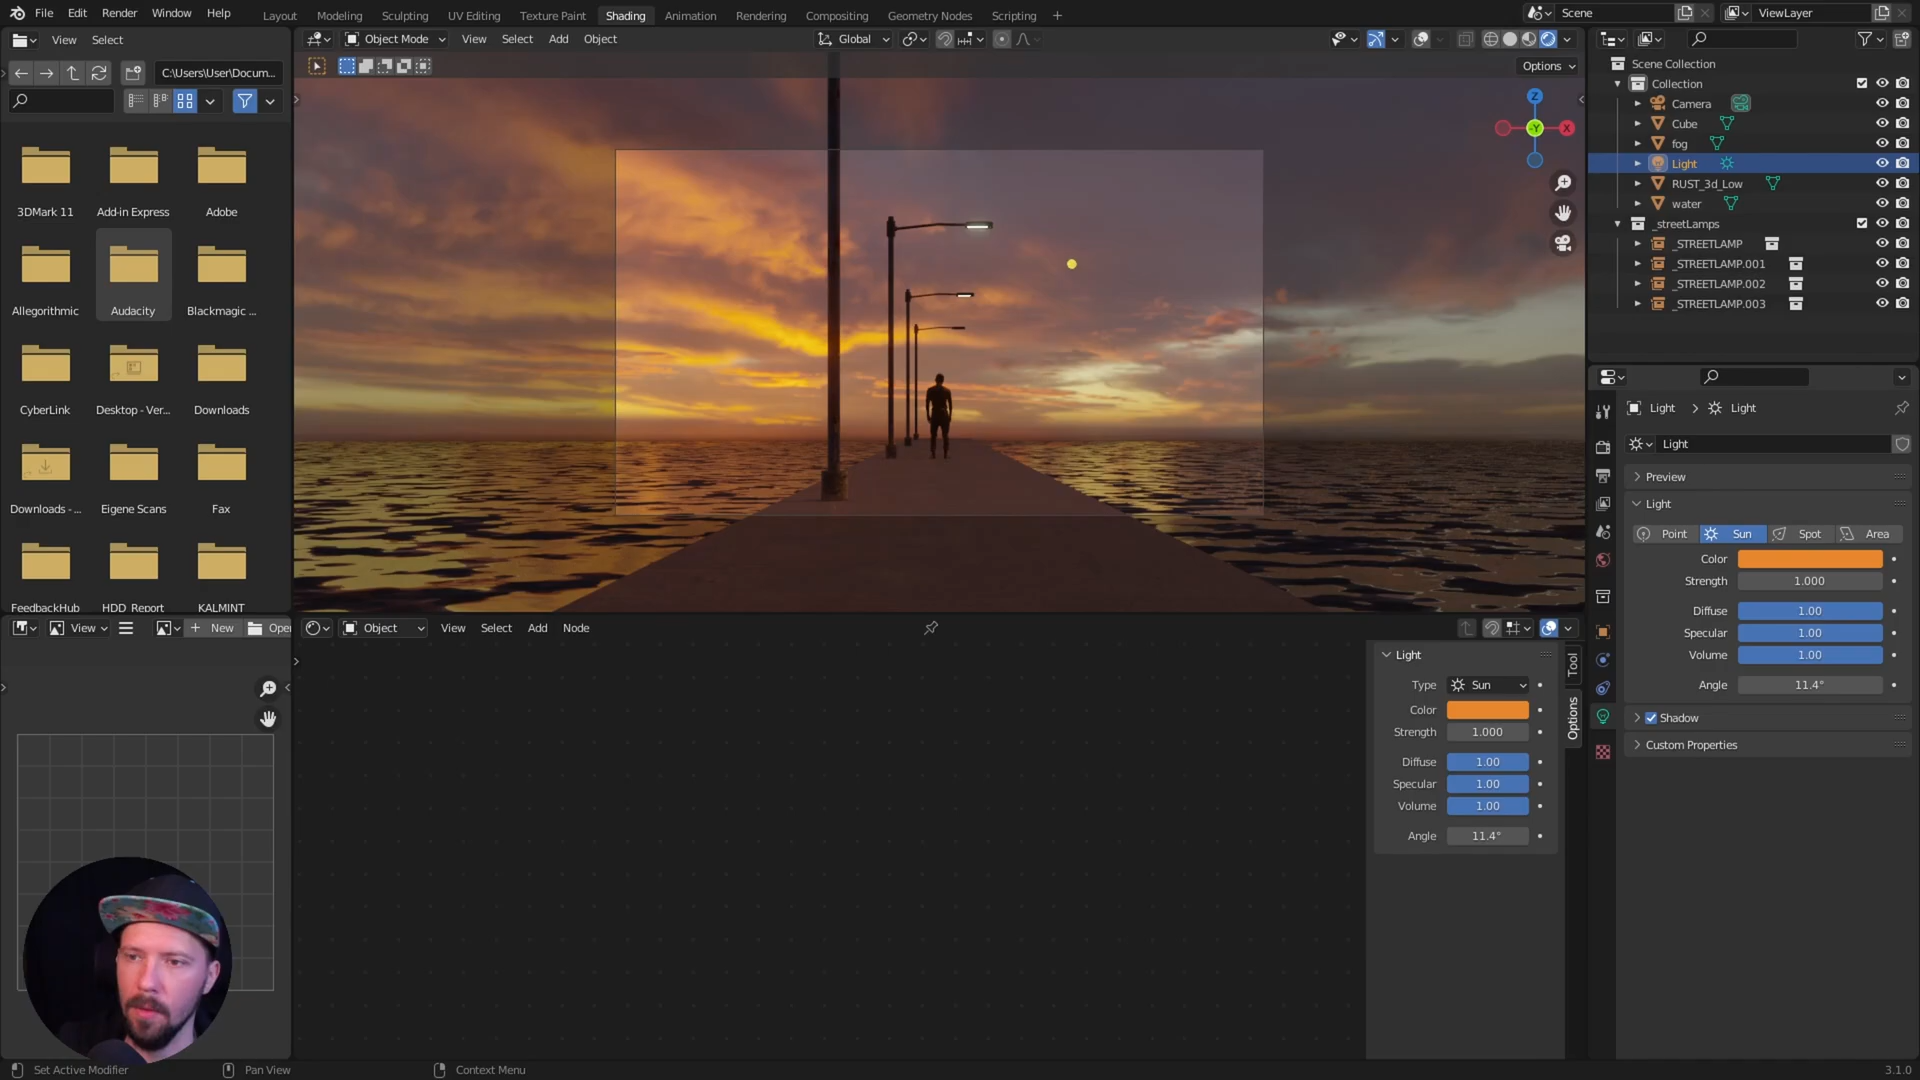 File Edit Render Window Help
Layout Modeling Sculpting UV Editing Texture Paint Shading Animation Rendering Compositing Geometry Nodes Scripting +
Scene
ViewLayer
View Select
Object Mode View Select Add Object
Global
Options
C:\Users\User\Docum...
3DMark 11 Add-in Express Adobe
Allegorithmic Audacity Blackmagic ...
CyberLink Desktop - Ver... Downloads
Downloads - ... Eigene Scans Fax
FeedbackHub HDD_Report KALMINT
Z
-Y X
Scene Collection
Collection
Camera
Cube
fog
Light
RUST_3d_Low
water
_streetLamps
_STREETLAMP
_STREETLAMP.001
_STREETLAMP.002
_STREETLAMP.003
Light > Light
Light
Preview
Light
Point Sun Spot Area
Color
Strength 1.000
Diffuse 1.00
Specular 1.00
Volume 1.00
Angle 11.4°
Shadow
Custom Properties
View
+ New Open
Object View Select Add Node
Light
Type Sun
Color
Strength 1.000
Diffuse 1.00
Specular 1.00
Volume 1.00
Angle 11.4°
Tool
Options
Set Active Modifier Pan View Context Menu 3.1.0